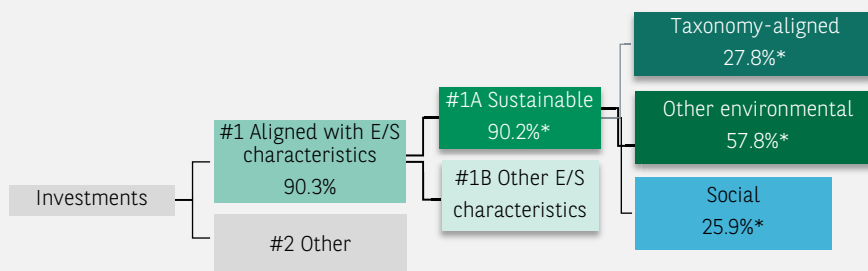 Investments
#1 Aligned with E/S
characteristics
90.3%
#2 Other
#1A Sustainable
90.2%*
#1B Other E/S
characteristics
Taxonomy-aligned
27.8%*
Other environmental
57.8%*
Social
25.9%*